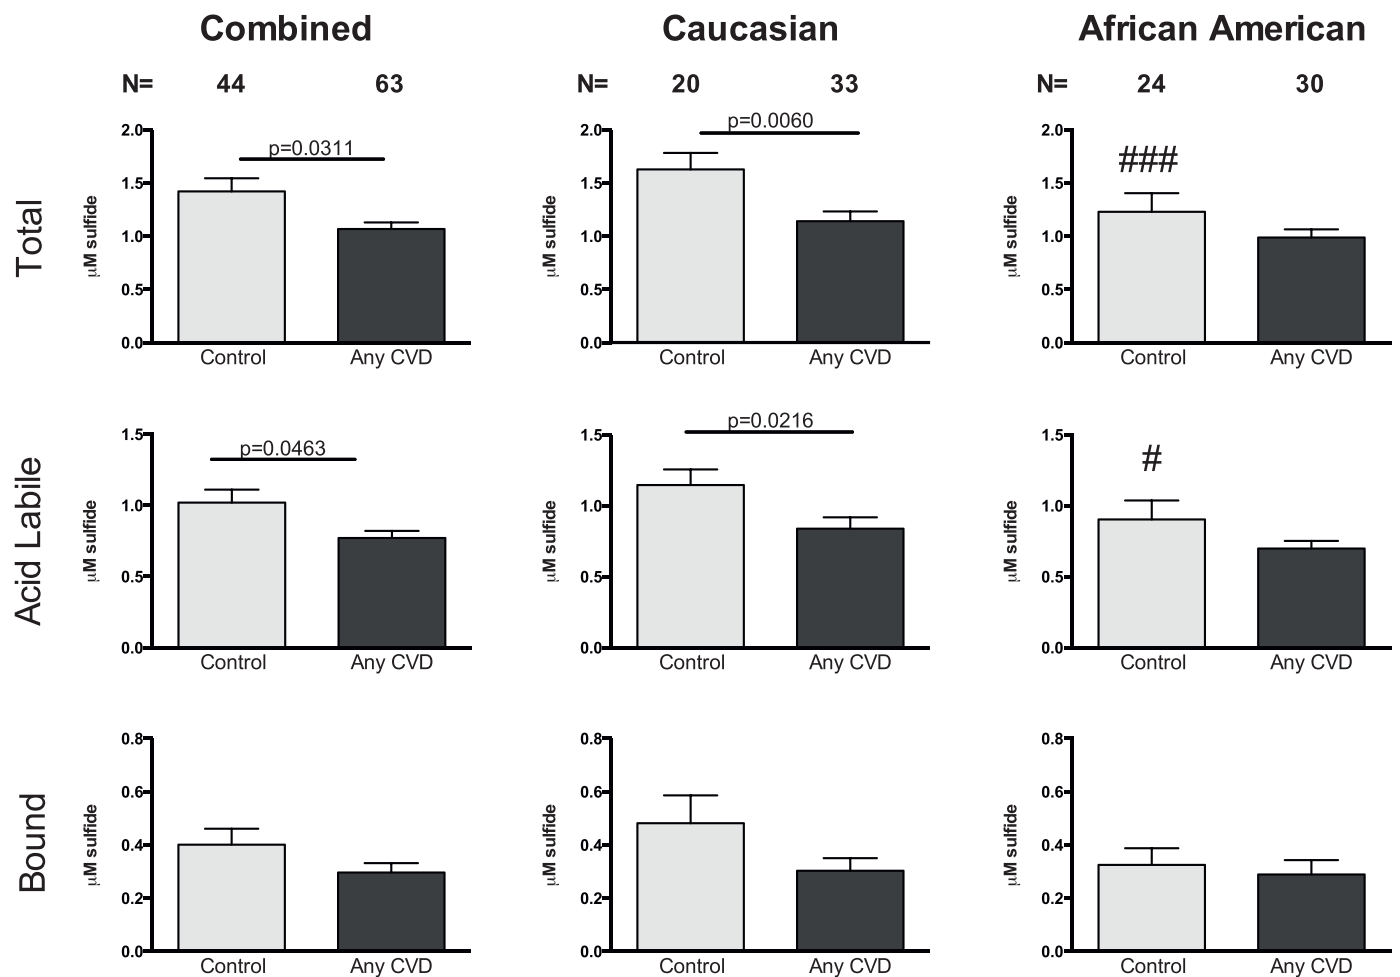 Combined Caucasian African American
N= 44 63 N= 20 33 N= 24 30
Total
μM sulfide
2.0
1.5
1.0
0.5
0.0
p=0.0311
Control Any CVD
μM sulfide
2.0
1.5
1.0
0.5
0.0
p=0.0060
Control Any CVD
μM sulfide
2.0
1.5
1.0
0.5
0.0
###
Control Any CVD
Acid Labile
μM sulfide
1.5
1.0
0.5
0.0
p=0.0463
Control Any CVD
μM sulfide
1.5
1.0
0.5
0.0
p=0.0216
Control Any CVD
μM sulfide
1.5
1.0
0.5
0.0
#
Control Any CVD
Bound
μM sulfide
0.8
0.6
0.4
0.2
0.0
Control Any CVD
μM sulfide
0.8
0.6
0.4
0.2
0.0
Control Any CVD
μM sulfide
0.8
0.6
0.4
0.2
0.0
Control Any CVD